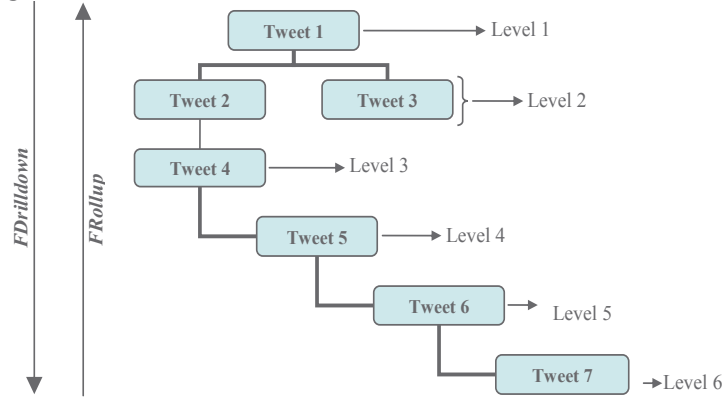 Tweet 1
Level 1
Tweet 2
Tweet 3
Level 2
Tweet 4
Level 3
FDrilldown
FRollup
Tweet 5
Level 4
Tweet 6
Level 5
Tweet 7
Level 6